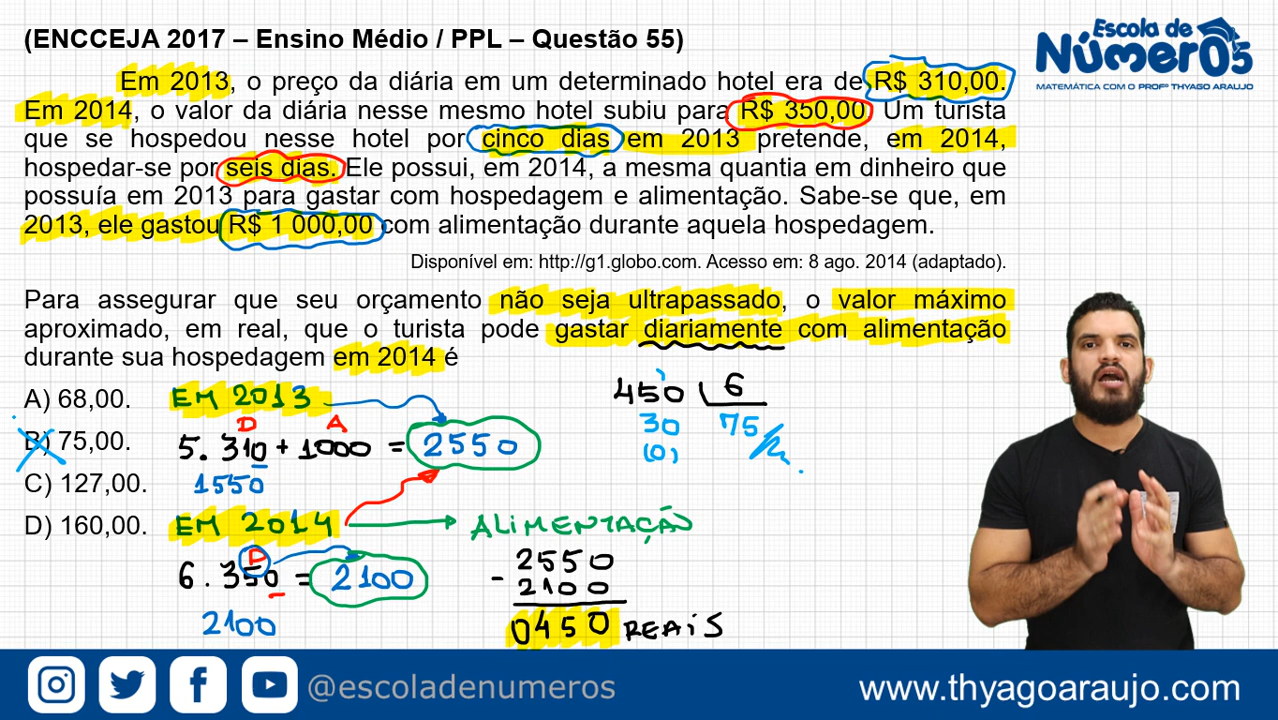 (ENCCEJA 2017 – Ensino Médio / PPL – Questão 55)
Escola de
NúmerOS
MATEMÁTICA COM O PROFº THYAGO ARAUJO
Em 2013, o preço da diária em um determinado hotel era de R$ 310,00.
Em 2014, o valor da diária nesse mesmo hotel subiu para R$ 350,00. Um turista
que se hospedou nesse hotel por cinco dias em 2013 pretende, em 2014,
hospedar-se por seis dias. Ele possui, em 2014, a mesma quantia em dinheiro que
possuía em 2013 para gastar com hospedagem e alimentação. Sabe-se que, em
2013, ele gastou R$ 1 000,00 com alimentação durante aquela hospedagem.
Disponível em: http://g1.globo.com. Acesso em: 8 ago. 2014 (adaptado).
Para assegurar que seu orçamento não seja ultrapassado, o valor máximo
aproximado, em real, que o turista pode gastar diariamente com alimentação
durante sua hospedagem em 2014 é
A) 68,00.
B) 75,00.
C) 127,00.
D) 160,00.
EM 2013
D A
5. 310 + 1000 = 2550
1550
EM 2014
D
6. 350 = 2100
2100
450 6
30 75
(0)
ALIMENTAÇÃO
2550
- 2100
0450 REAIS
@escoladenumeros
www.thyagoaraujo.com